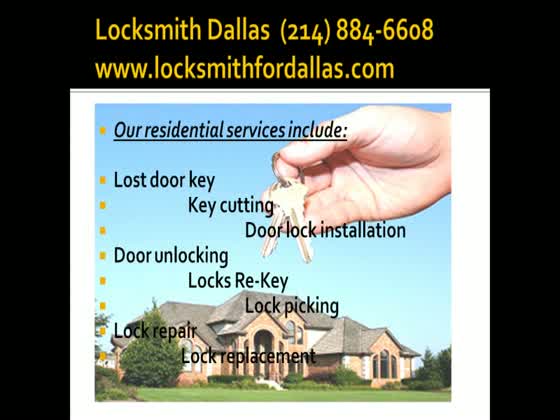 Locksmith Dallas (214) 884-6608
www.locksmithfordallas.com
Our residential services include:
Lost door key
Key cutting
Door lock installation
Door unlocking
Locks Re-Key
Lock picking
Lock repair
Lock replacement